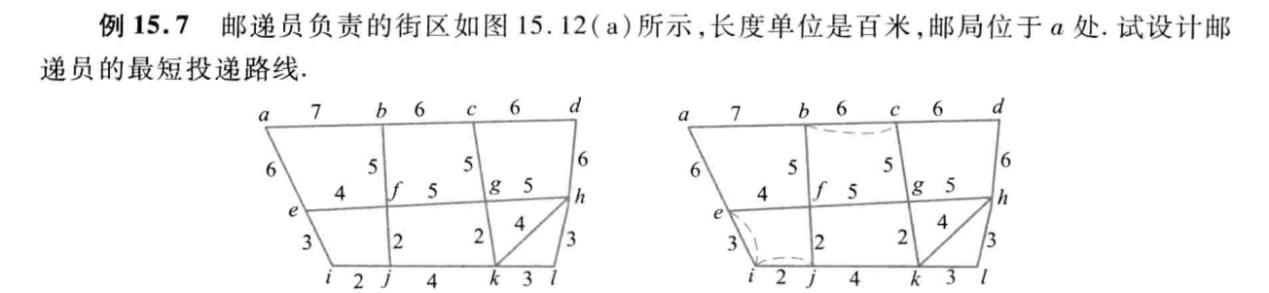 例 15.7 邮递员负责的街区如图 15.12(a)所示,长度单位是百米,邮局位于 a 处. 试设计邮
递员的最短投递路线.
a 7 b 6 c 6 d
6 5 5 6
e 4 f 5 g 5 h
3 2 2 4 3
i 2 j 4 k 3 l
a 7 b 6 c 6 d
6 5 5 6
e 4 f 5 g 5 h
3 2 2 4 3
i 2 j 4 k 3 l